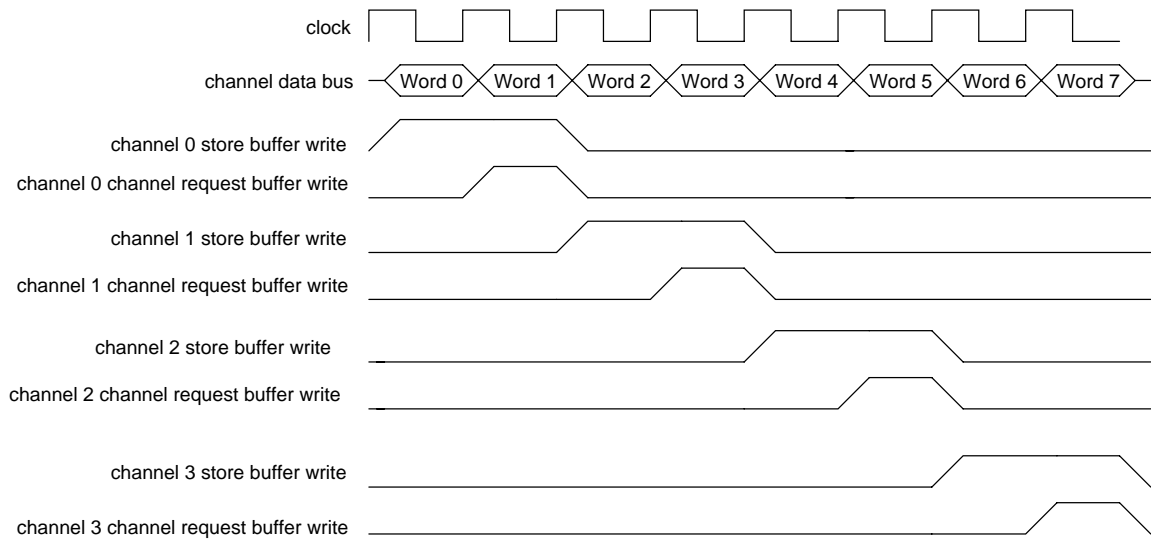 clock
channel data bus Word 0 Word 1 Word 2 Word 3 Word 4 Word 5 Word 6 Word 7
channel 0 store buffer write
channel 0 channel request buffer write
channel 1 store buffer write
channel 1 channel request buffer write
channel 2 store buffer write
channel 2 channel request buffer write
channel 3 store buffer write
channel 3 channel request buffer write